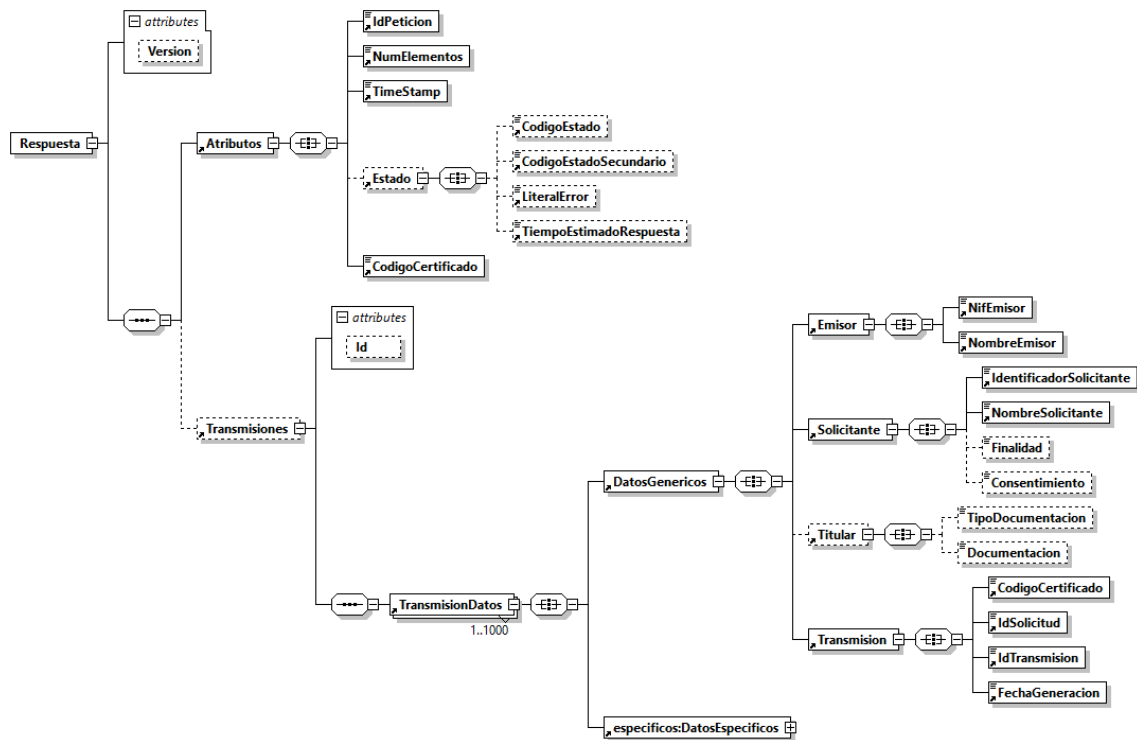 attributes
Version
IdPeticion
NumElementos
TimeStamp
Respuesta
Atributos
CodigoEstado
CodigoEstadoSecundario
Estado
LiteralError
TiempoEstimadoRespuesta
CodigoCertificado
attributes
Id
Transmisiones
NifEmisor
Emisor
NombreEmisor
IdentificadorSolicitante
NombreSolicitante
Solicitante
Finalidad
Consentimiento
DatosGenericos
TipoDocumentacion
Titular
Documentacion
CodigoCertificado
TransmisionDatos
1..1000
IdSolicitud
Transmision
IdTransmision
FechaGeneracion
especificos:DatosEspecificos